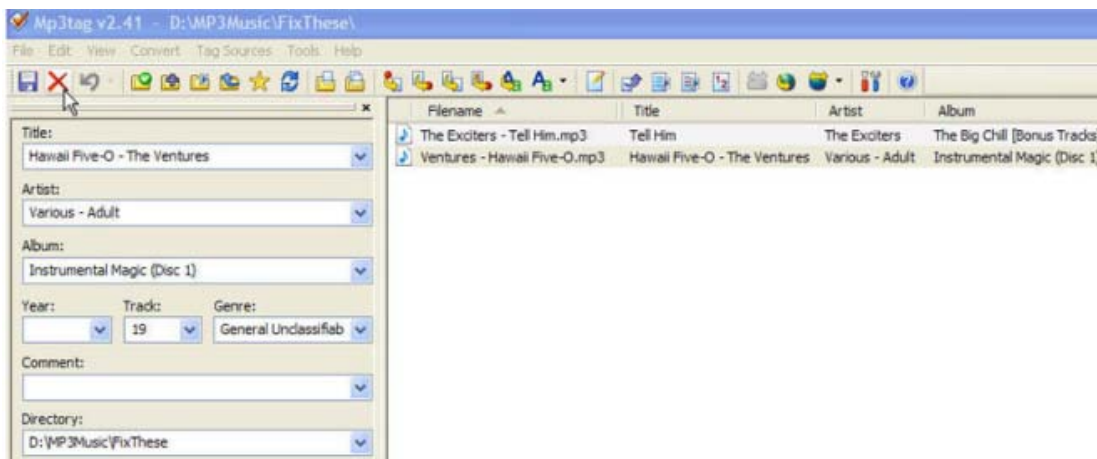 Mp3tag v2.41 - D:\MP3Music\FixThese\
File Edit View Convert Tag Sources Tools Help
Filename Title Artist Album
The Exciters - Tell Him.mp3 Tell Him The Exciters The Big Chill [Bonus Tracks]
Ventures - Hawaii Five-O.mp3 Hawaii Five-O - The Ventures Various - Adult Instrumental Magic (Disc 1)
Title:
Hawaii Five-O - The Ventures
Artist:
Various - Adult
Album:
Instrumental Magic (Disc 1)
Year: Track: Genre:
19 General Unclassifiab
Comment:
Directory:
D:\MP3Music\FixThese